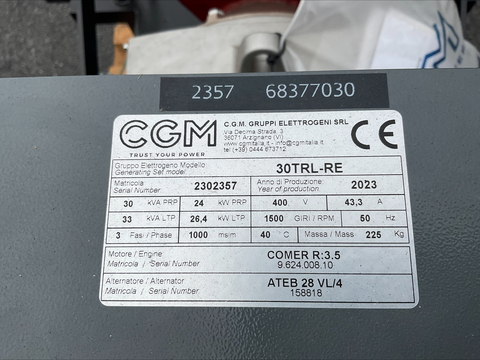 2357 68377030
CGM
TRUST YOUR POWER
C.G.M. GRUPPI ELETTROGENI SRL
Via Decima Strada, 3
36071 Arzignano (VI)
cgmitalia.it - info@cgmitalia.it
tel. (+39) 0444 673712
CE
Gruppo Elettrogeno Modello
Generating Set model: 30TRL-RE
Matricola
Serial Number 2302357 Anno di Produzione
Year of production 2023
30 kVA PRP 24 kW PRP 400 V 43,3 A
33 kVA LTP 26,4 kW LTP 1500 GIRI / RPM 50 Hz
3 Fasi / Phase 1000 mslm 40 °C Massa / Mass 225 Kg
Motore / Engine COMER R:3.5
Matricola / Serial Number 9.624.008.10
Alternatore / Alternator ATEB 28 VL/4
Matricola / Serial Number 158818